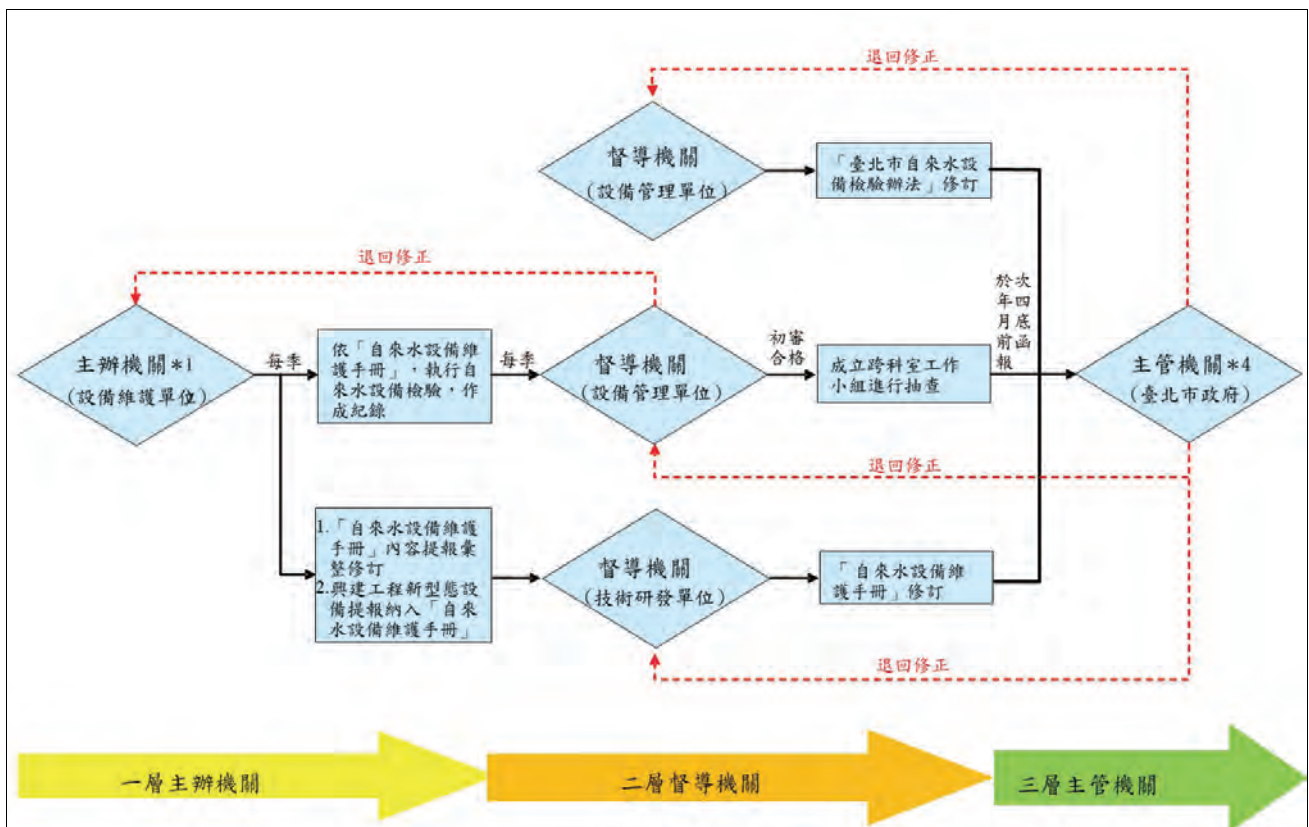 退回修正
督導機關
(設備管理單位)
「臺北市自來水設
備檢驗辦法」修訂
退回修正
主辦機關*1
(設備維護單位)
每季
依「自來水設備維
護手冊」,執行自
來水設備檢驗,作
成紀錄
每季
督導機關
(設備管理單位)
初審
合格
成立跨科室工作
小組進行抽查
於次
年四
月底
前函
報
主管機關*4
(臺北市政府)
退回修正
1.「自來水設備維護
手冊」內容提報彙
整修訂
2.興建工程新型態設
備提報納入「自來
水設備維護手冊」
督導機關
(技術研發單位)
「自來水設備維
護手冊」修訂
退回修正
一層主辦機關
二層督導機關
三層主管機關